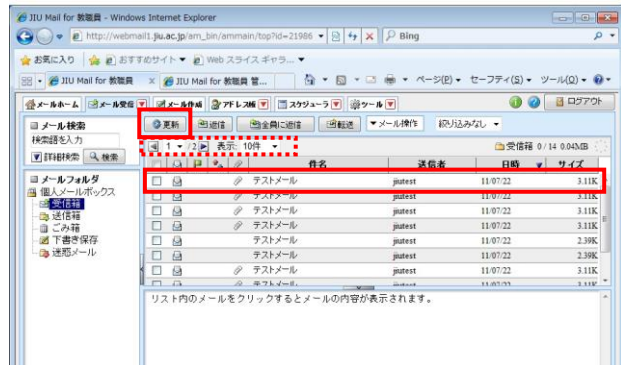 JIU Mail for 教職員 - Windows Internet Explorer
http://webmail1.jiu.ac.jp/am_bin/ammain/top?id=21986
Bing
お気に入り おすすめサイト Web スライス ギャラ...
JIU Mail for 教職員 JIU Mail for 教職員 管... ページ(P) セーフティ(S) ツール(O)
メールホーム メール受信 メール作成 アドレス帳 スケジューラ ツール ログアウト
メール検索 更新 返信 全員に返信 転送 メール操作 絞り込みなし
検索語を入力
1 /2 表示: 10件 受信箱 0/14 0.04MB
詳細検索 検索
件名 送信者 日時 サイズ
メールフォルダ
テストメール jiutest 11/07/22 3.11K
個人メールボックス
受信箱
テストメール jiutest 11/07/22 3.11K
送信箱
テストメール jiutest 11/07/22 3.11K
ごみ箱
テストメール jiutest 11/07/22 3.11K
下書き保存
テストメール jiutest 11/07/22 2.39K
迷惑メール
テストメール jiutest 11/07/22 2.39K
テストメール jiutest 11/07/22 3.11K
テストメール jiutest 11/07/22 3.11K
リスト内のメールをクリックするとメールの内容が表示されます。